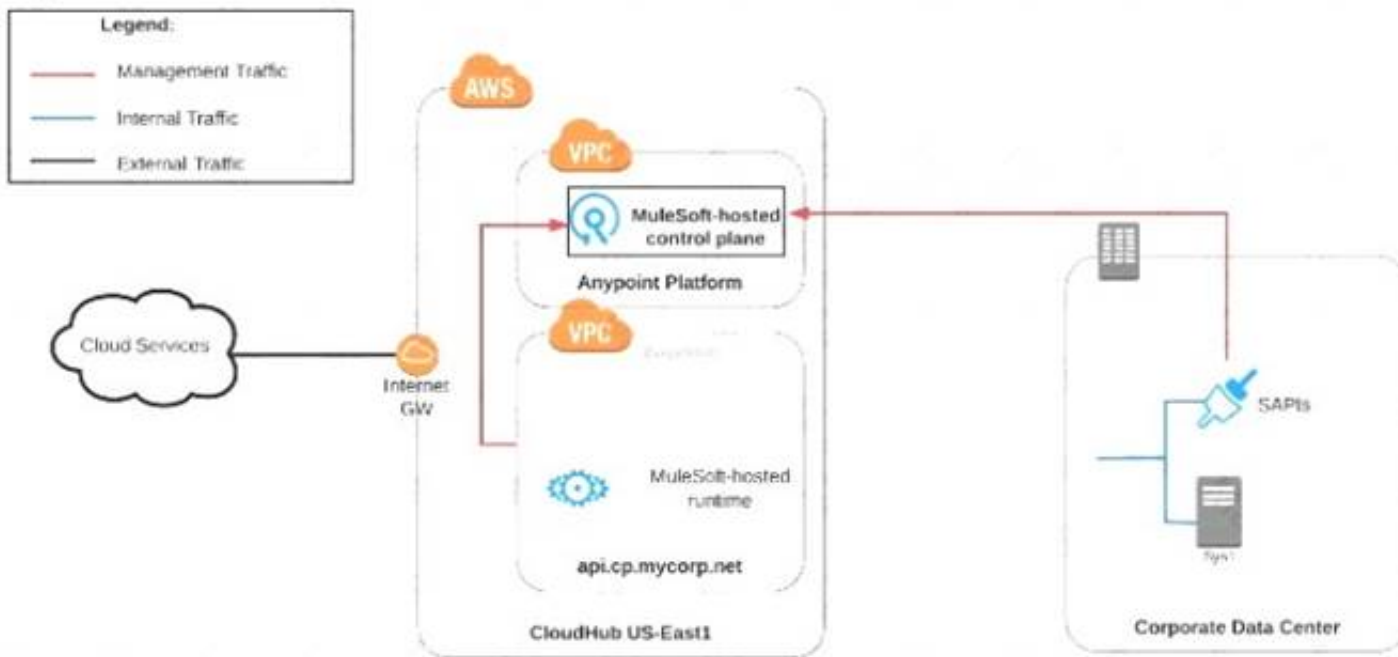 Legend:
Management Traffic
Internal Traffic
External Traffic
AWS
VPC
MuleSoft-hosted
control plane
Anypoint Platform
VPC
Cloud Services
Internet
GW
MuleSoft-hosted
runtime
api.cp.mycorp.net
CloudHub US-East1
SAPIs
Sys1
Corporate Data Center